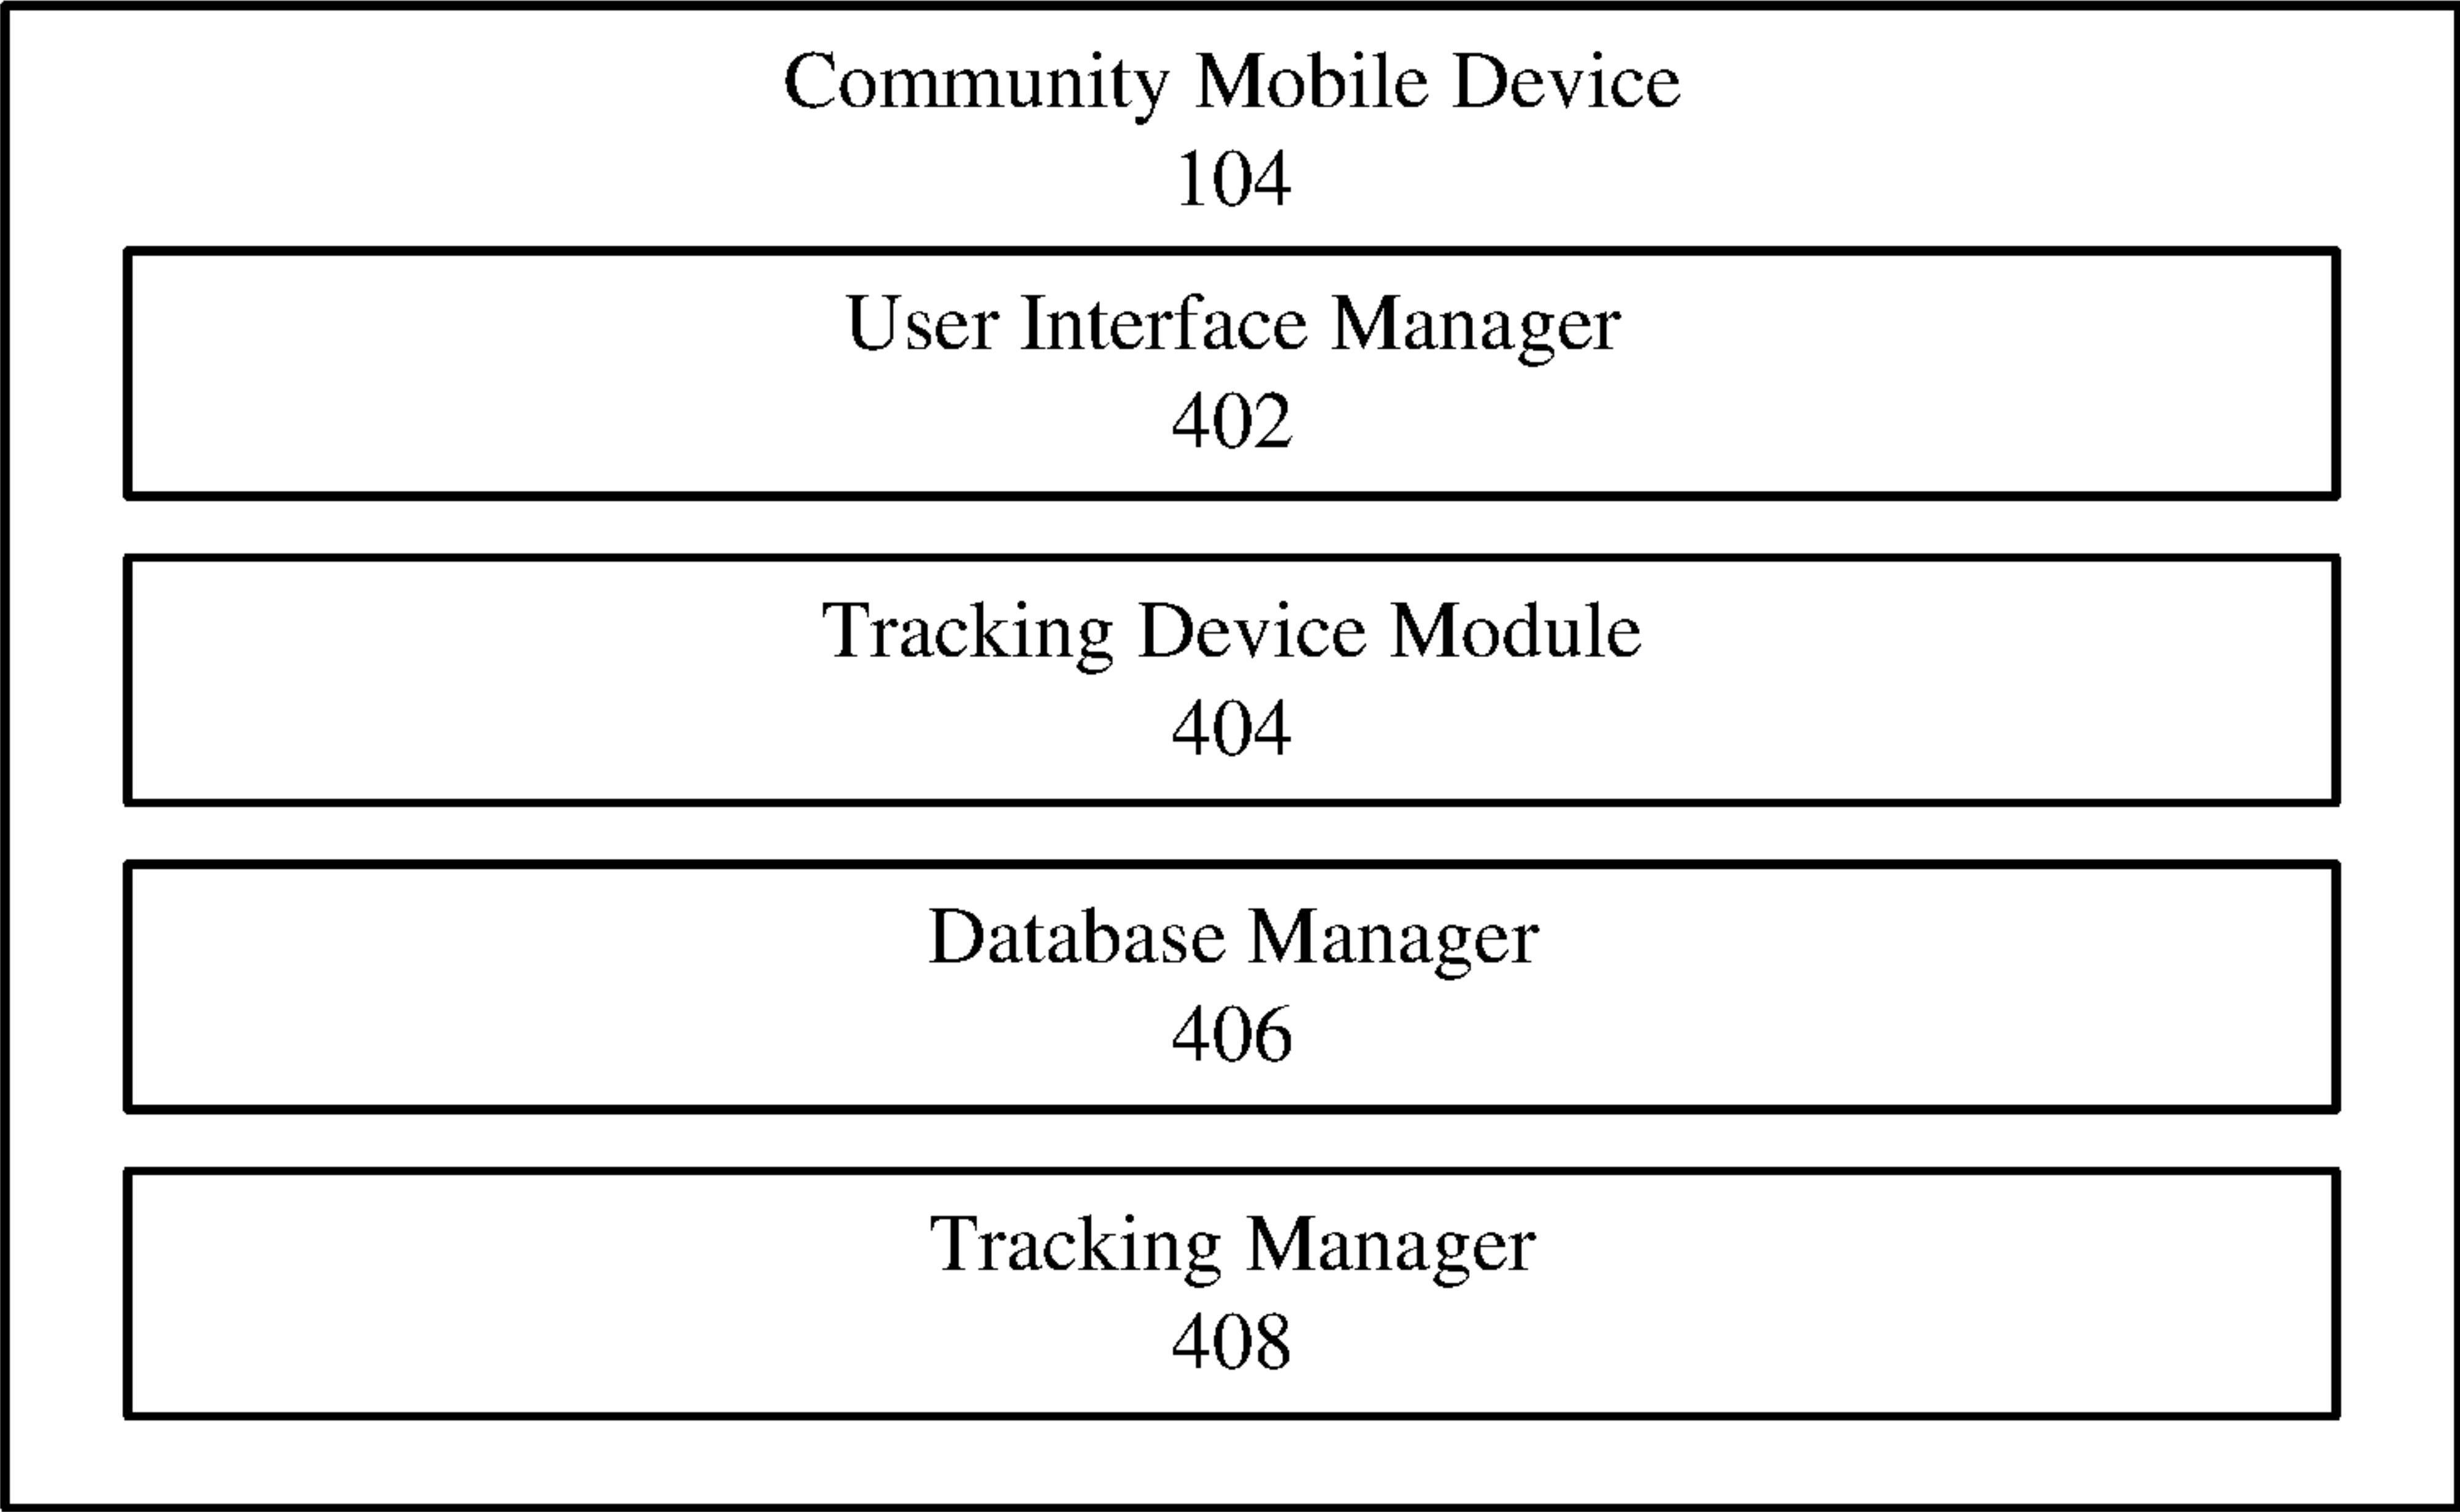 Community Mobile Device
104
User Interface Manager
402
Tracking Device Module
404
Database Manager
406
Tracking Manager
408